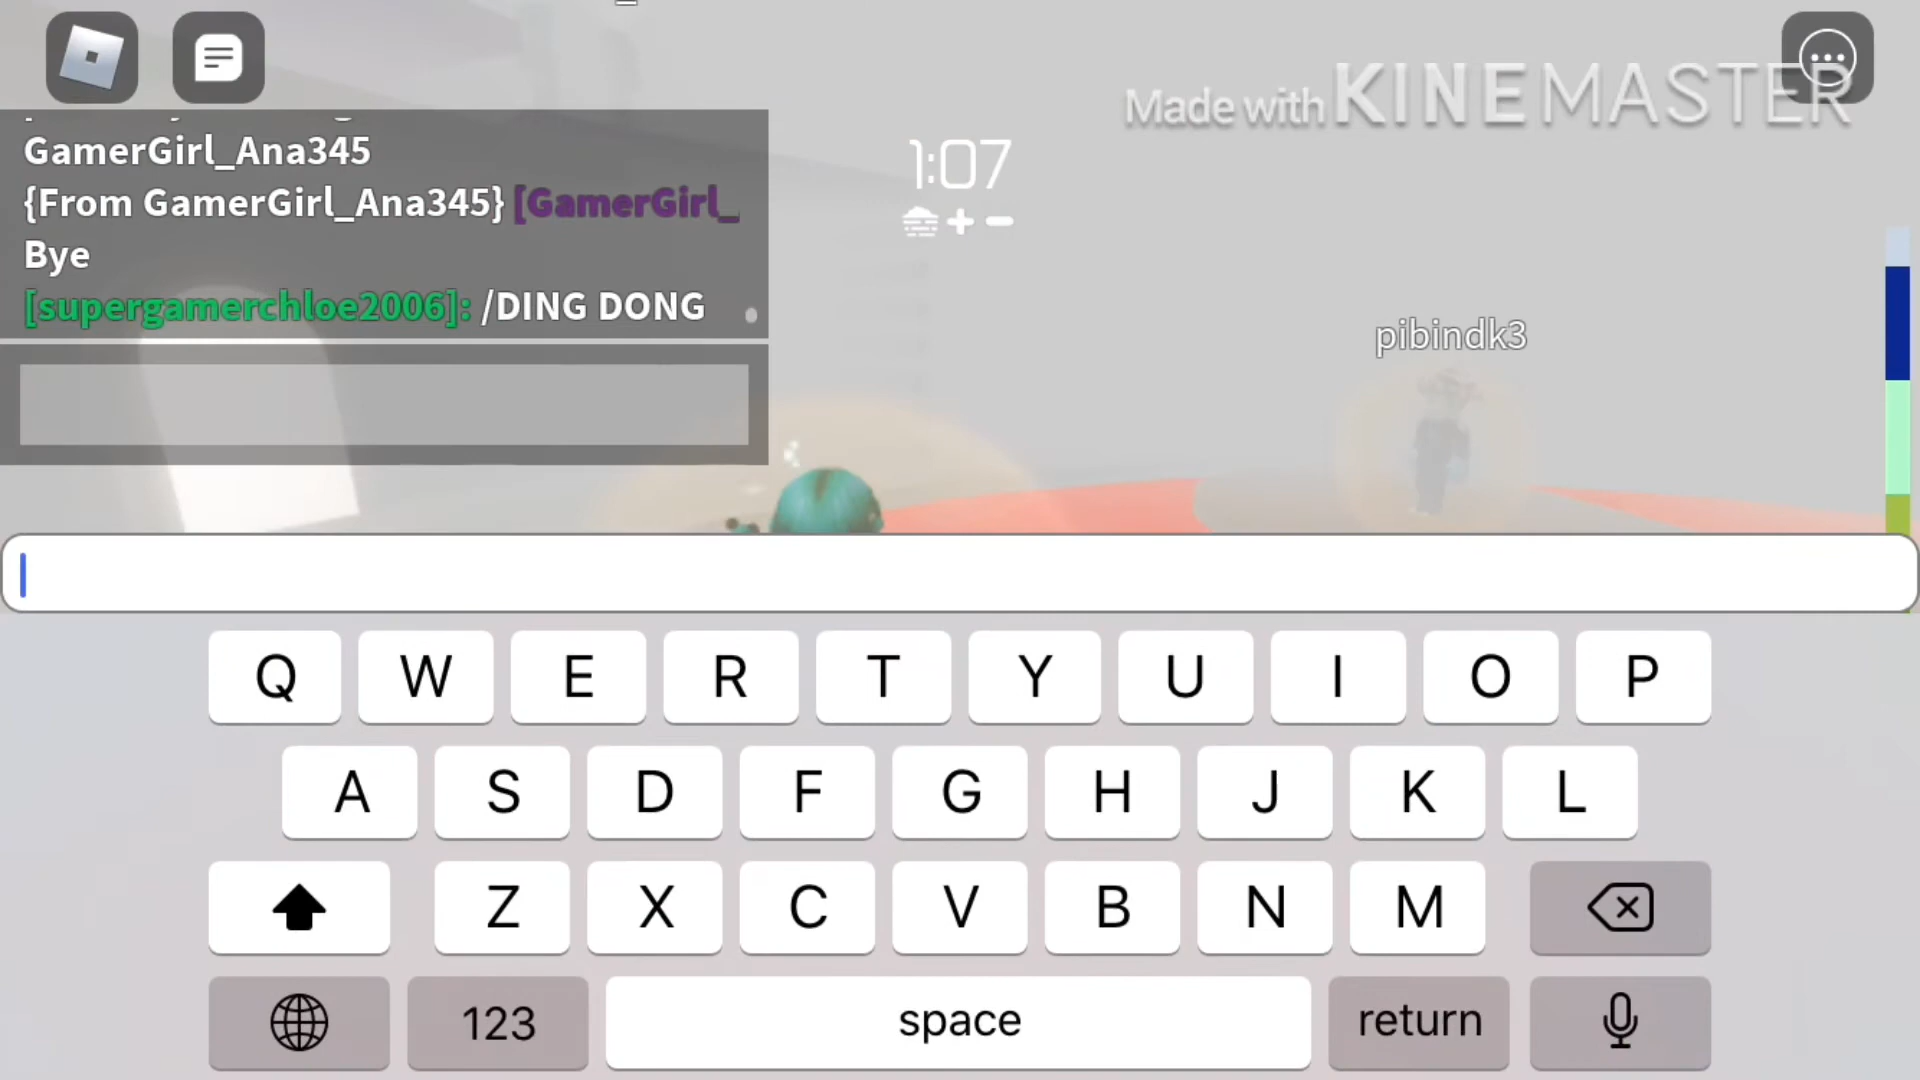 Made with KINEMASTER
GamerGirl_Ana345
{From GamerGirl_Ana345} [GamerGirl_
Bye
[supergamerchloe2006]: /DING DONG
1:07
+ −
pibindk3
Q W E R T Y U I O P
A S D F G H J K L
Z X C V B N M
123 space return